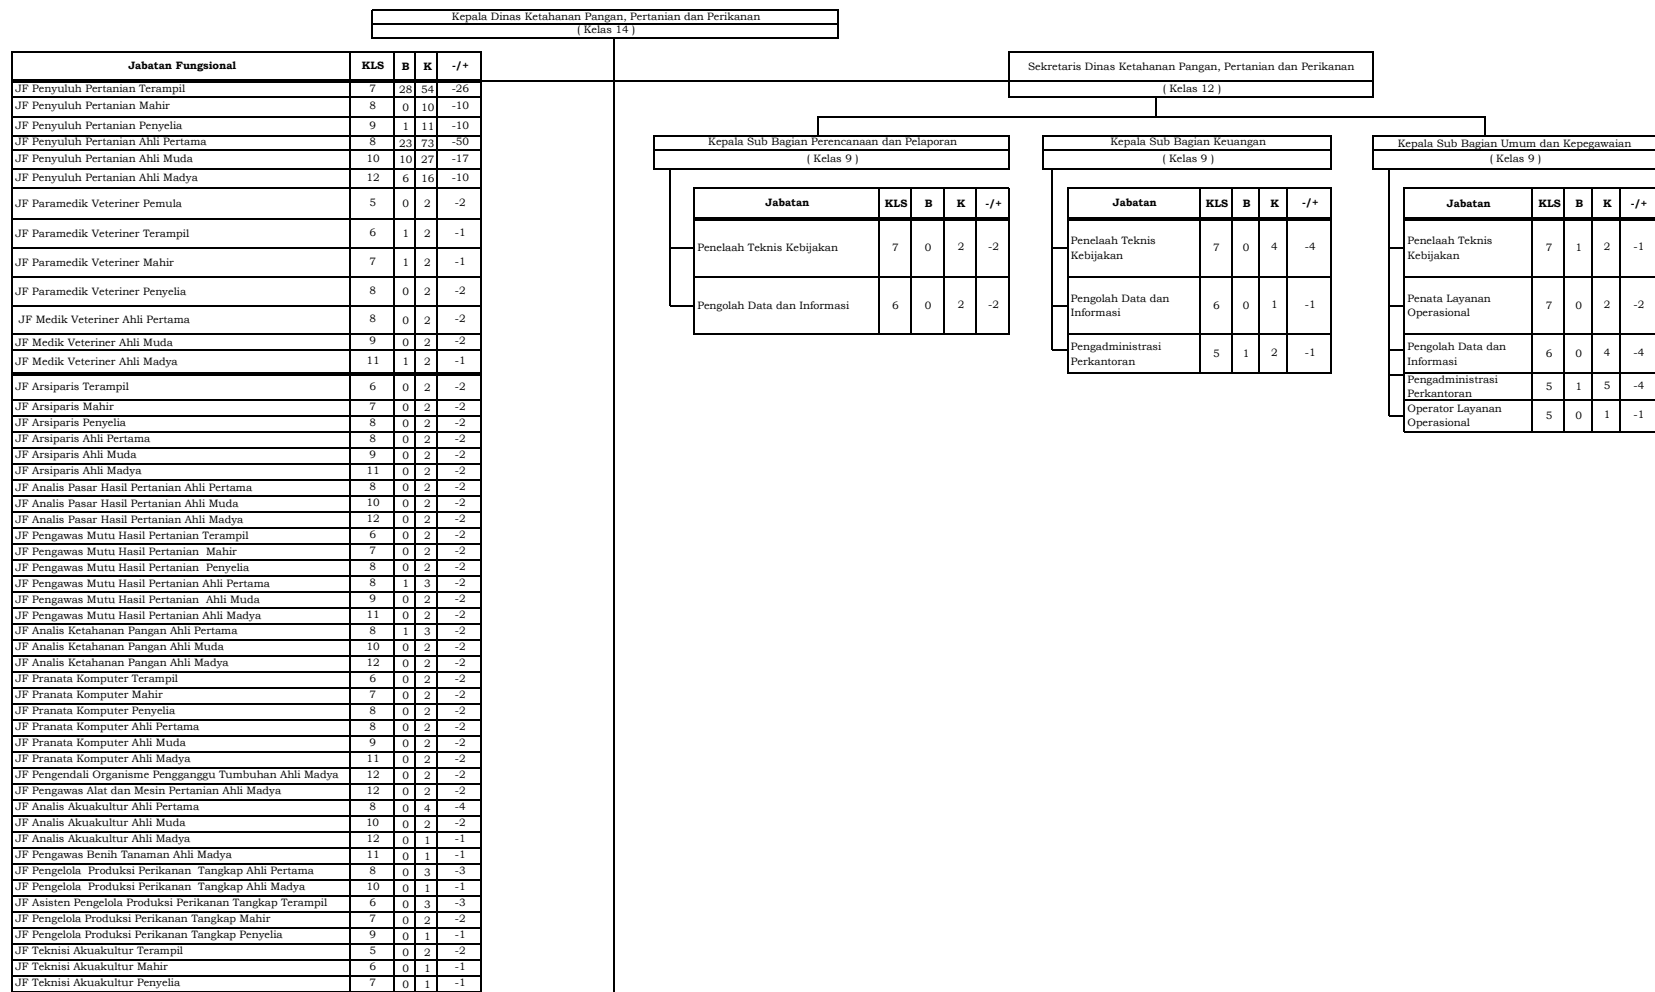 Kepala Dinas Ketahanan Pangan, Pertanian dan Perikanan
( Kelas 14 )
Jabatan Fungsional KLS B K -/+
JF Penyuluh Pertanian Terampil 7 28 54 -26
JF Penyuluh Pertanian Mahir 8 0 10 -10
JF Penyuluh Pertanian Penyelia 9 1 11 -10
JF Penyuluh Pertanian Ahli Pertama 8 23 73 -50
JF Penyuluh Pertanian Ahli Muda 10 10 27 -17
JF Penyuluh Pertanian Ahli Madya 12 6 16 -10
JF Paramedik Veteriner Pemula 5 0 2 -2
JF Paramedik Veteriner Terampil 6 1 2 -1
JF Paramedik Veteriner Mahir 7 1 2 -1
JF Paramedik Veteriner Penyelia 8 0 2 -2
JF Medik Veteriner Ahli Pertama 8 0 2 -2
JF Medik Veteriner Ahli Muda 9 0 2 -2
JF Medik Veteriner Ahli Madya 11 1 2 -1
JF Arsiparis Terampil 6 0 2 -2
JF Arsiparis Mahir 7 0 2 -2
JF Arsiparis Penyelia 8 0 2 -2
JF Arsiparis Ahli Pertama 8 0 2 -2
JF Arsiparis Ahli Muda 9 0 2 -2
JF Arsiparis Ahli Madya 11 0 2 -2
JF Analis Pasar Hasil Pertanian Ahli Pertama 8 0 2 -2
JF Analis Pasar Hasil Pertanian Ahli Muda 10 0 2 -2
JF Analis Pasar Hasil Pertanian Ahli Madya 12 0 2 -2
JF Pengawas Mutu Hasil Pertanian Terampil 6 0 2 -2
JF Pengawas Mutu Hasil Pertanian Mahir 7 0 2 -2
JF Pengawas Mutu Hasil Pertanian Penyelia 8 0 2 -2
JF Pengawas Mutu Hasil Pertanian Ahli Pertama 8 1 3 -2
JF Pengawas Mutu Hasil Pertanian Ahli Muda 9 0 2 -2
JF Pengawas Mutu Hasil Pertanian Ahli Madya 11 0 2 -2
JF Analis Ketahanan Pangan Ahli Pertama 8 1 3 -2
JF Analis Ketahanan Pangan Ahli Muda 10 0 2 -2
JF Analis Ketahanan Pangan Ahli Madya 12 0 2 -2
JF Pranata Komputer Terampil 6 0 2 -2
JF Pranata Komputer Mahir 7 0 2 -2
JF Pranata Komputer Penyelia 8 0 2 -2
JF Pranata Komputer Ahli Pertama 8 0 2 -2
JF Pranata Komputer Ahli Muda 9 0 2 -2
JF Pranata Komputer Ahli Madya 11 0 2 -2
JF Pengendali Organisme Pengganggu Tumbuhan Ahli Madya 12 0 2 -2
JF Pengawas Alat dan Mesin Pertanian Ahli Madya 12 0 2 -2
JF Analis Akuakultur Ahli Pertama 8 0 4 -4
JF Analis Akuakultur Ahli Muda 10 0 2 -2
JF Analis Akuakultur Ahli Madya 12 0 1 -1
JF Pengawas Benih Tanaman Ahli Madya 11 0 1 -1
JF Pengelola Produksi Perikanan Tangkap Ahli Pertama 8 0 3 -3
JF Pengelola Produksi Perikanan Tangkap Ahli Madya 10 0 1 -1
JF Asisten Pengelola Produksi Perikanan Tangkap Terampil 6 0 3 -3
JF Pengelola Produksi Perikanan Tangkap Mahir 7 0 2 -2
JF Pengelola Produksi Perikanan Tangkap Penyelia 9 0 1 -1
JF Teknisi Akuakultur Terampil 5 0 2 -2
JF Teknisi Akuakultur Mahir 6 0 1 -1
JF Teknisi Akuakultur Penyelia 7 0 1 -1
Sekretaris Dinas Ketahanan Pangan, Pertanian dan Perikanan
( Kelas 12 )
Kepala Sub Bagian Perencanaan dan Pelaporan
( Kelas 9 )
Jabatan KLS B K -/+
Penelaah Teknis Kebijakan 7 0 2 -2
Pengolah Data dan Informasi 6 0 2 -2
Kepala Sub Bagian Keuangan
( Kelas 9 )
Jabatan KLS B K -/+
Penelaah Teknis
Kebijakan 7 0 4 -4
Pengolah Data dan
Informasi 6 0 1 -1
Pengadministrasi
Perkantoran 5 1 2 -1
Kepala Sub Bagian Umum dan Kepegawaian
( Kelas 9 )
Jabatan KLS B K -/+
Penelaah Teknis
Kebijakan 7 1 2 -1
Penata Layanan
Operasional 7 0 2 -2
Pengolah Data dan
Informasi 6 0 4 -4
Pengadministrasi
Perkantoran 5 1 5 -4
Operator Layanan
Operasional 5 0 1 -1